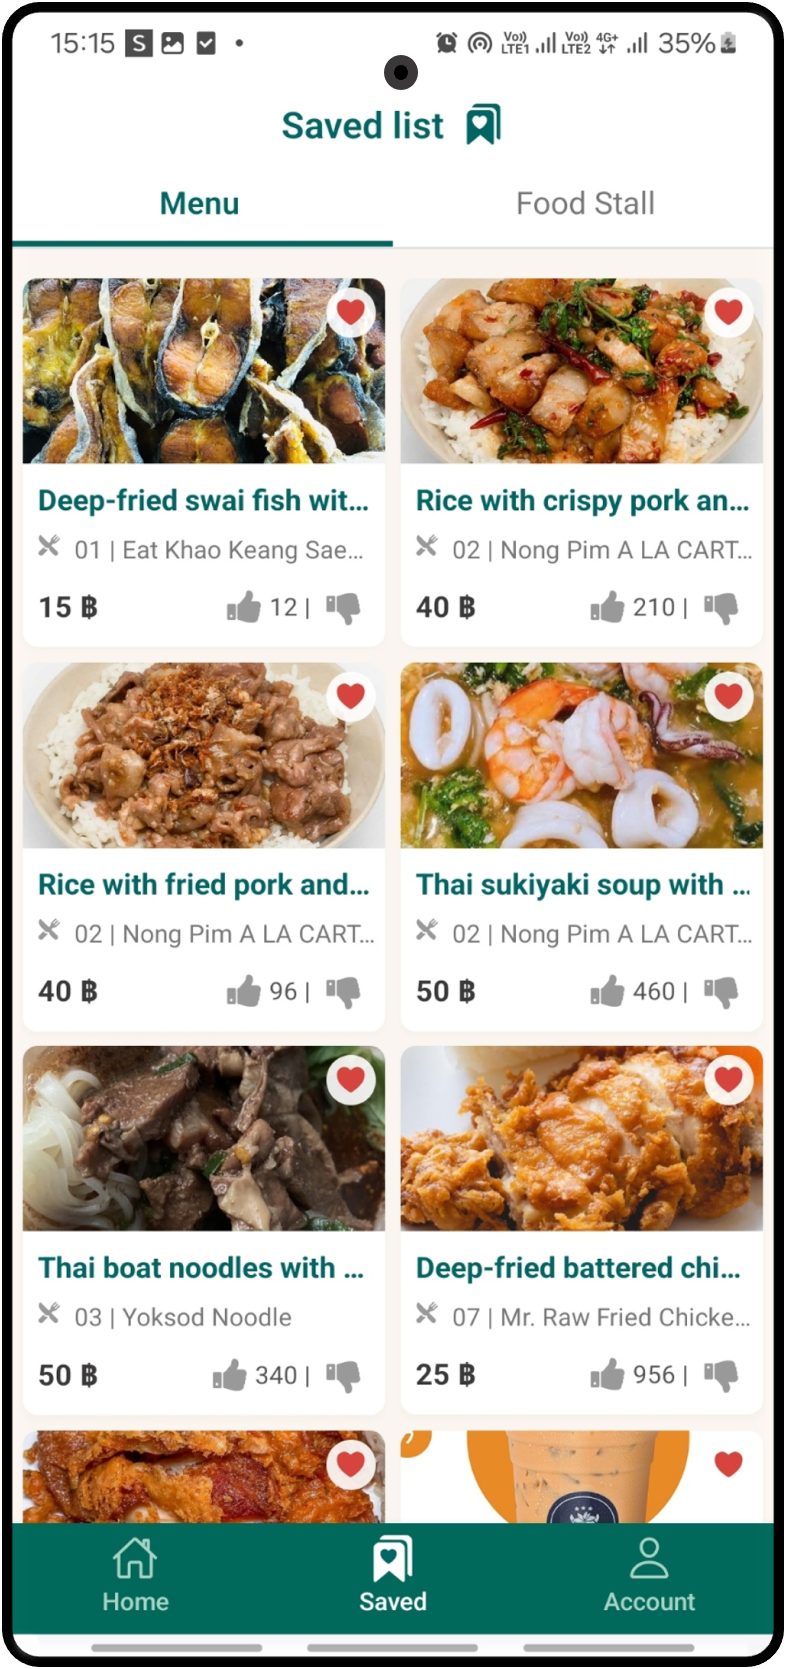 15:15 S • Vo)) LTE1 Vo)) LTE2 4G+ 35%
Saved list
Menu Food Stall
Deep-fried swai fish wit...
01 | Eat Khao Keang Sae...
15 ฿ 12 |
Rice with crispy pork an...
02 | Nong Pim A LA CART...
40 ฿ 210 |
Rice with fried pork and...
02 | Nong Pim A LA CART...
40 ฿ 96 |
Thai sukiyaki soup with ...
02 | Nong Pim A LA CART...
50 ฿ 460 |
Thai boat noodles with ...
03 | Yoksod Noodle
50 ฿ 340 |
Deep-fried battered chi...
07 | Mr. Raw Fried Chicke...
25 ฿ 956 |
Home Saved Account